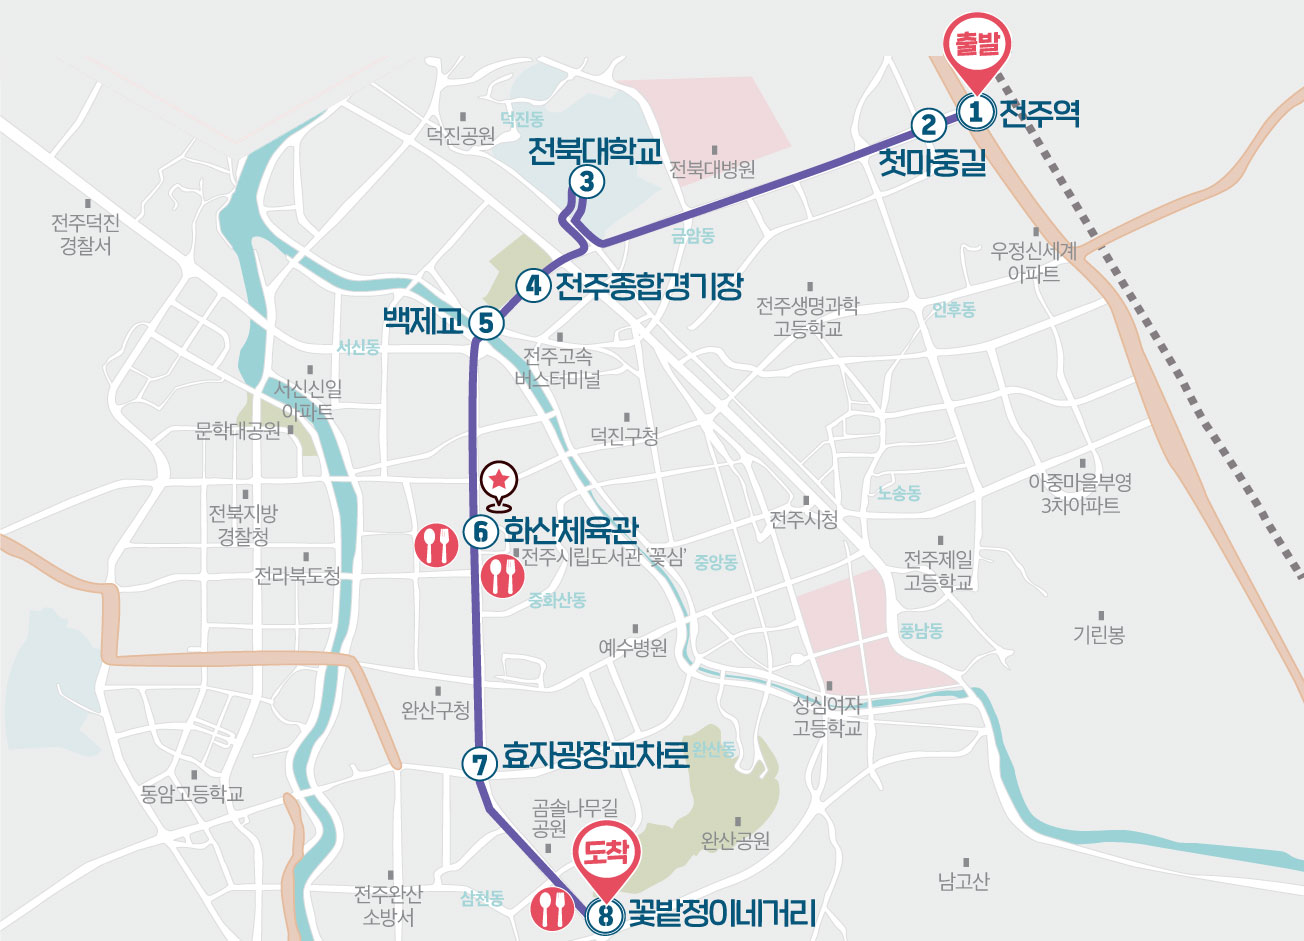 출발
1
전주역
2
첫마중길
덕진동
덕진공원
전북대학교
3
전북대병원
전주덕진
경찰서
금암동
우정신세계
아파트
4
전주종합경기장
전주생명과학
고등학교
인후동
백제교
5
서신동
전주고속
버스터미널
서신신일
아파트
문학대공원
덕진구청
아중마을부영
3차아파트
노송동
전북지방
경찰청
전주시청
6
화산체육관
전주시립도서관 ‘꽃심’
중앙동
전주제일
고등학교
전라북도청
중화산동
풍남동
기린봉
예수병원
완산구청
성심여자
고등학교
7
효자광장교차로
완산동
동암고등학교
곰솔나무길
공원
완산공원
도착
남고산
전주완산
소방서
삼천동
8
꽃밭정이네거리